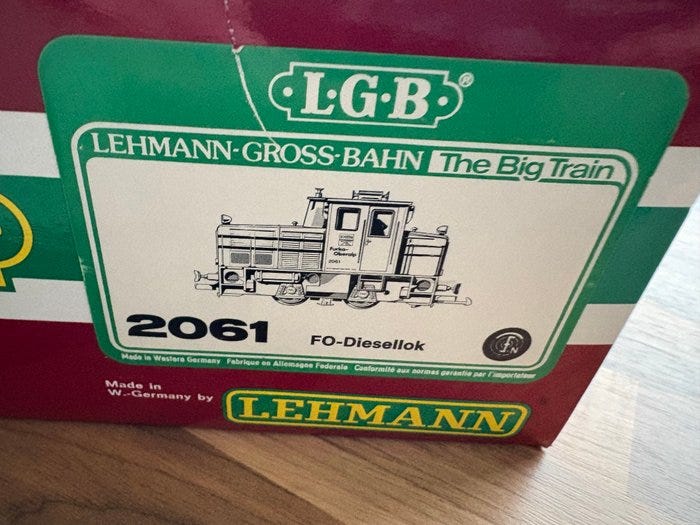 L·G·B®
LEHMANN-GROSS-BAHN The Big Train
Furka-
Oberalp
2061
2061 FO-Diesellok
Made in Western Germany Fabriqué en Allemagne Federale Conformité aux normes garantie par l'importateur
Made in
W.-Germany by LEHMANN